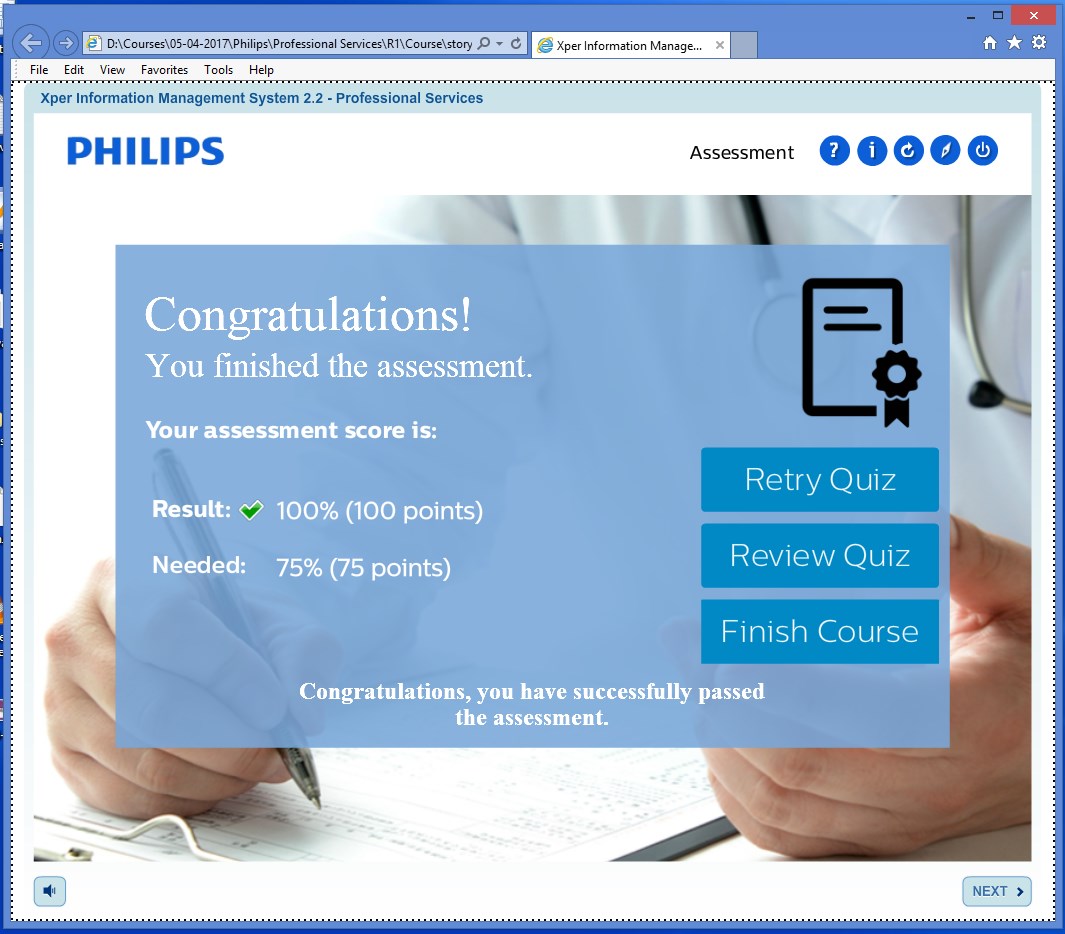 D:\Courses\05-04-2017\Philips\Professional Services\R1\Course\story
Xper Information Manage...
File Edit View Favorites Tools Help
Xper Information Management System 2.2 - Professional Services
PHILIPS
Assessment
? i
Congratulations!
You finished the assessment.
Your assessment score is:
Result: 100% (100 points)
Needed: 75% (75 points)
Retry Quiz
Review Quiz
Finish Course
Congratulations, you have successfully passed
the assessment.
NEXT